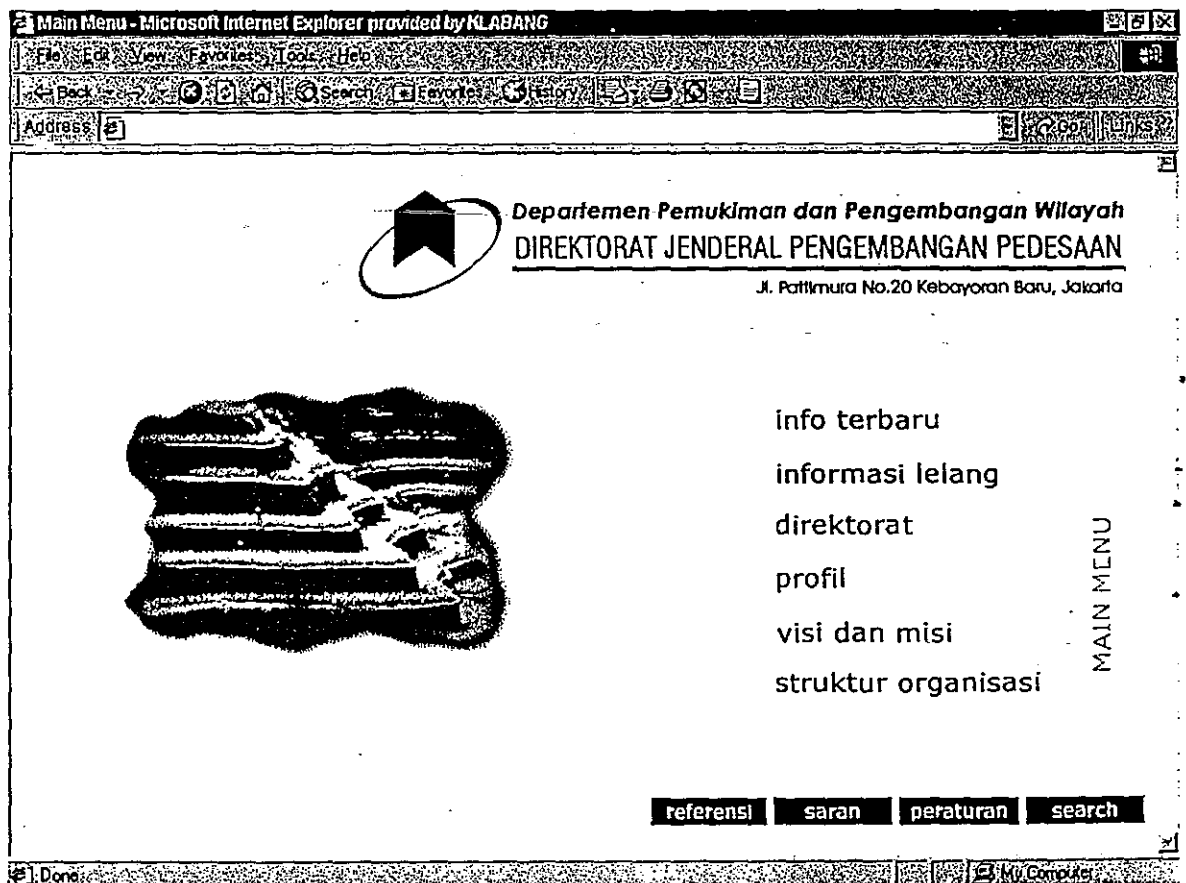 Main Menu - Microsoft Internet Explorer provided by KLABANG
File Edit View Favorites Tools Help
Back Search Favorites History
Address Go Links
Departemen Pemukiman dan Pengembangan Wilayah
DIREKTORAT JENDERAL PENGEMBANGAN PEDESAAN
Jl. Pattimura No.20 Kebayoran Baru, Jakarta
info terbaru
informasi lelang
direktorat
profil
visi dan misi
struktur organisasi
MAIN MENU
referensi saran peraturan search
Done My Computer